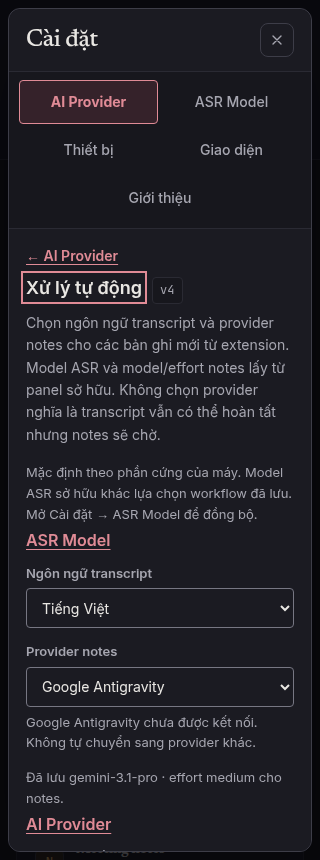 Cài đặt
AI Provider
ASR Model
Thiết bị
Giao diện
Giới thiệu
← AI Provider
Xử lý tự động v4
Chọn ngôn ngữ transcript và provider
notes cho các bản ghi mới từ extension.
Model ASR và model/effort notes lấy từ
panel sở hữu. Không chọn provider
nghĩa là transcript vẫn có thể hoàn tất
nhưng notes sẽ chờ.
Mặc định theo phần cứng của máy. Model
ASR sở hữu khác lựa chọn workflow đã lưu.
Mở Cài đặt → ASR Model để đồng bộ.
ASR Model
Ngôn ngữ transcript
Tiếng Việt
Provider notes
Google Antigravity
Google Antigravity chưa được kết nối.
Không tự chuyển sang provider khác.
Đã lưu gemini-3.1-pro · effort medium cho
notes.
AI Provider